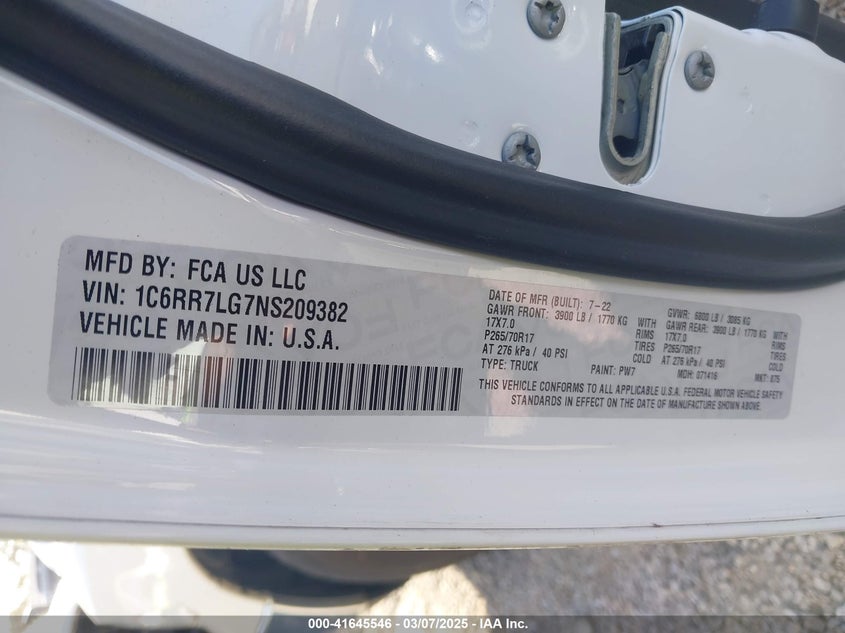 MFD BY: FCA US LLC
VIN: 1C6RR7LG7NS209382
VEHICLE MADE IN: U.S.A.
DATE OF MFR (BUILT): 7-22 GVWR: 6800 LB / 3085 KG
GAWR FRONT: 3900 LB / 1770 KG WITH GAWR REAR: 3900 LB / 1770 KG WITH
17X7.0 RIMS 17X7.0 RIMS
P265/70R17 TIRES P265/70R17 TIRES
AT 276 kPa / 40 PSI COLD AT 276 kPa / 40 PSI COLD
TYPE: TRUCK PAINT: PW7 MDH: 071416 MKT: 075
THIS VEHICLE CONFORMS TO ALL APPLICABLE U.S.A. FEDERAL MOTOR VEHICLE SAFETY
STANDARDS IN EFFECT ON THE DATE OF MANUFACTURE SHOWN ABOVE.
000-41645546 - 03/07/2025 - IAA Inc.